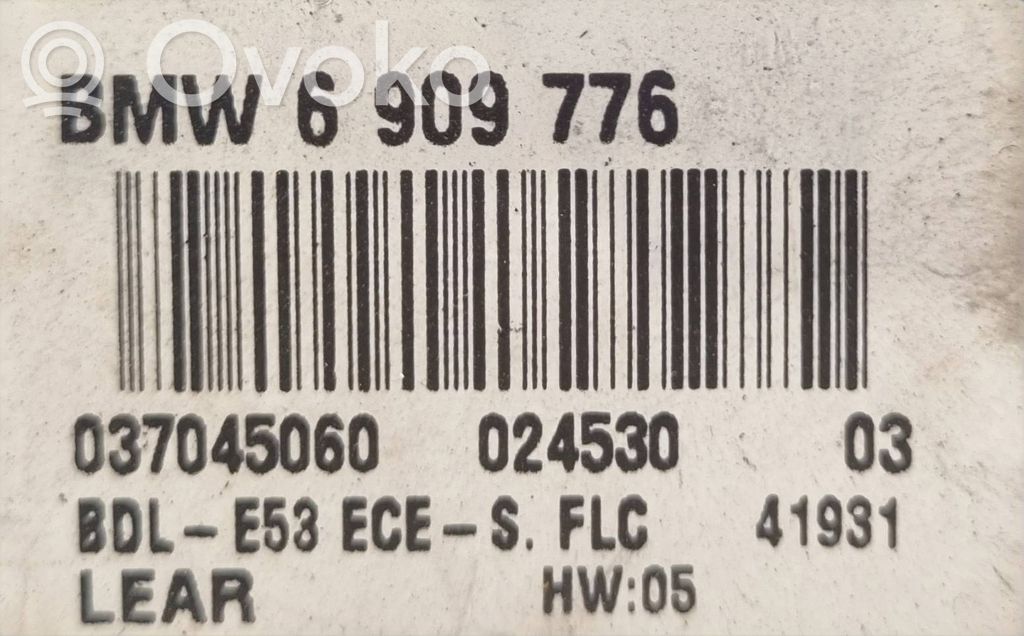 Ovoko
BMW 6 909 776
037045060 024530 03
BDL-E53 ECE-S. FLC 41931
LEAR HW:05